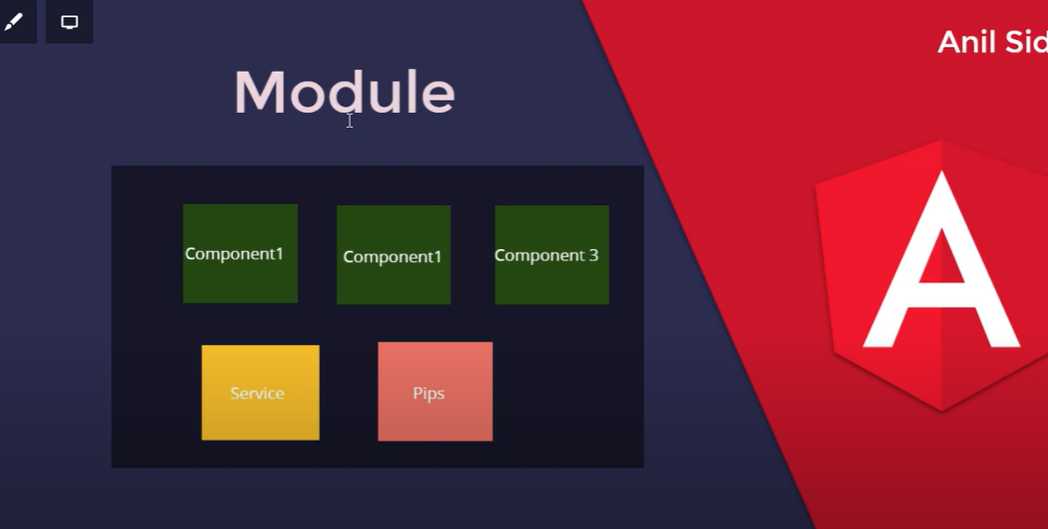 Anil Sid
Module
Component1
Component1
Component 3
Service
Pips